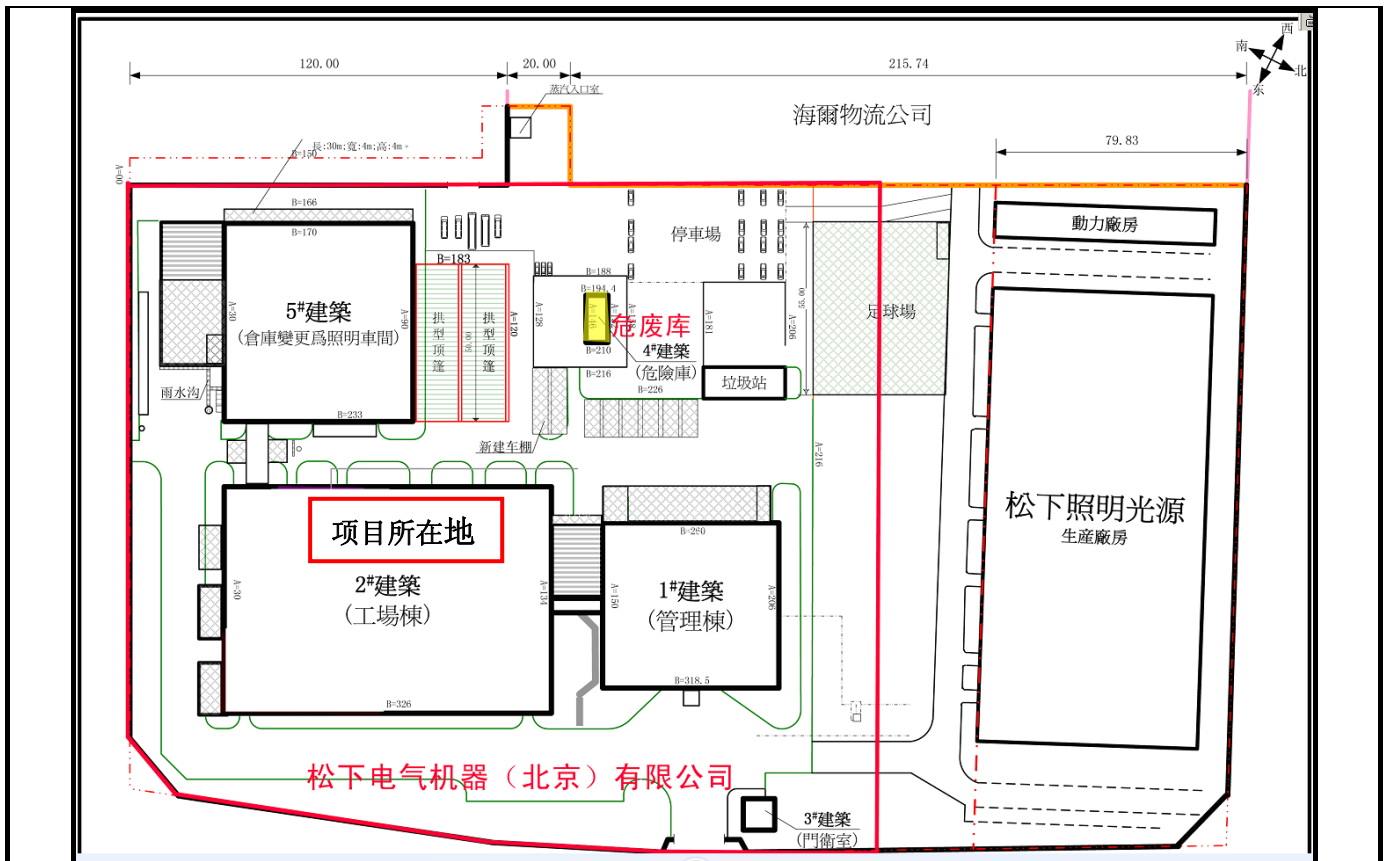 西
南
北
东
120.00
20.00
215.74
蒸汽入口室
海爾物流公司
79.83
長:30m;寬:4m;高:4m。
B=150
A=00
B=166
B=170
停車場
動力廠房
B=183
B=188
B=194.4
5#建築
(倉庫變更爲照明車間)
A=30
A=90
拱型顶篷
50.00
拱型顶篷
A=120
A=128
A=146
危废库
B=210
4#建築
(危險庫)
B=216
B=226
A=181
55.00
A=206
足球場
垃圾站
雨水沟
B=233
新建车棚
A=216
项目所在地
2#建築
(工場棟)
A=30
A=134
B=326
B=260
A=150
1#建築
(管理棟)
A=206
B=318.5
松下照明光源
生産廠房
松下电气机器（北京）有限公司
3#建築
(門衛室)